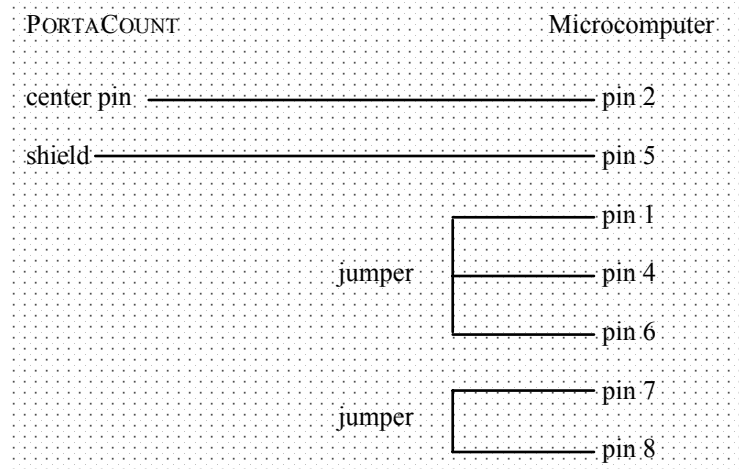 PORTACOUNT Microcomputer
center pin pin 2
shield pin 5
pin 1
jumper pin 4
pin 6
pin 7
jumper
pin 8